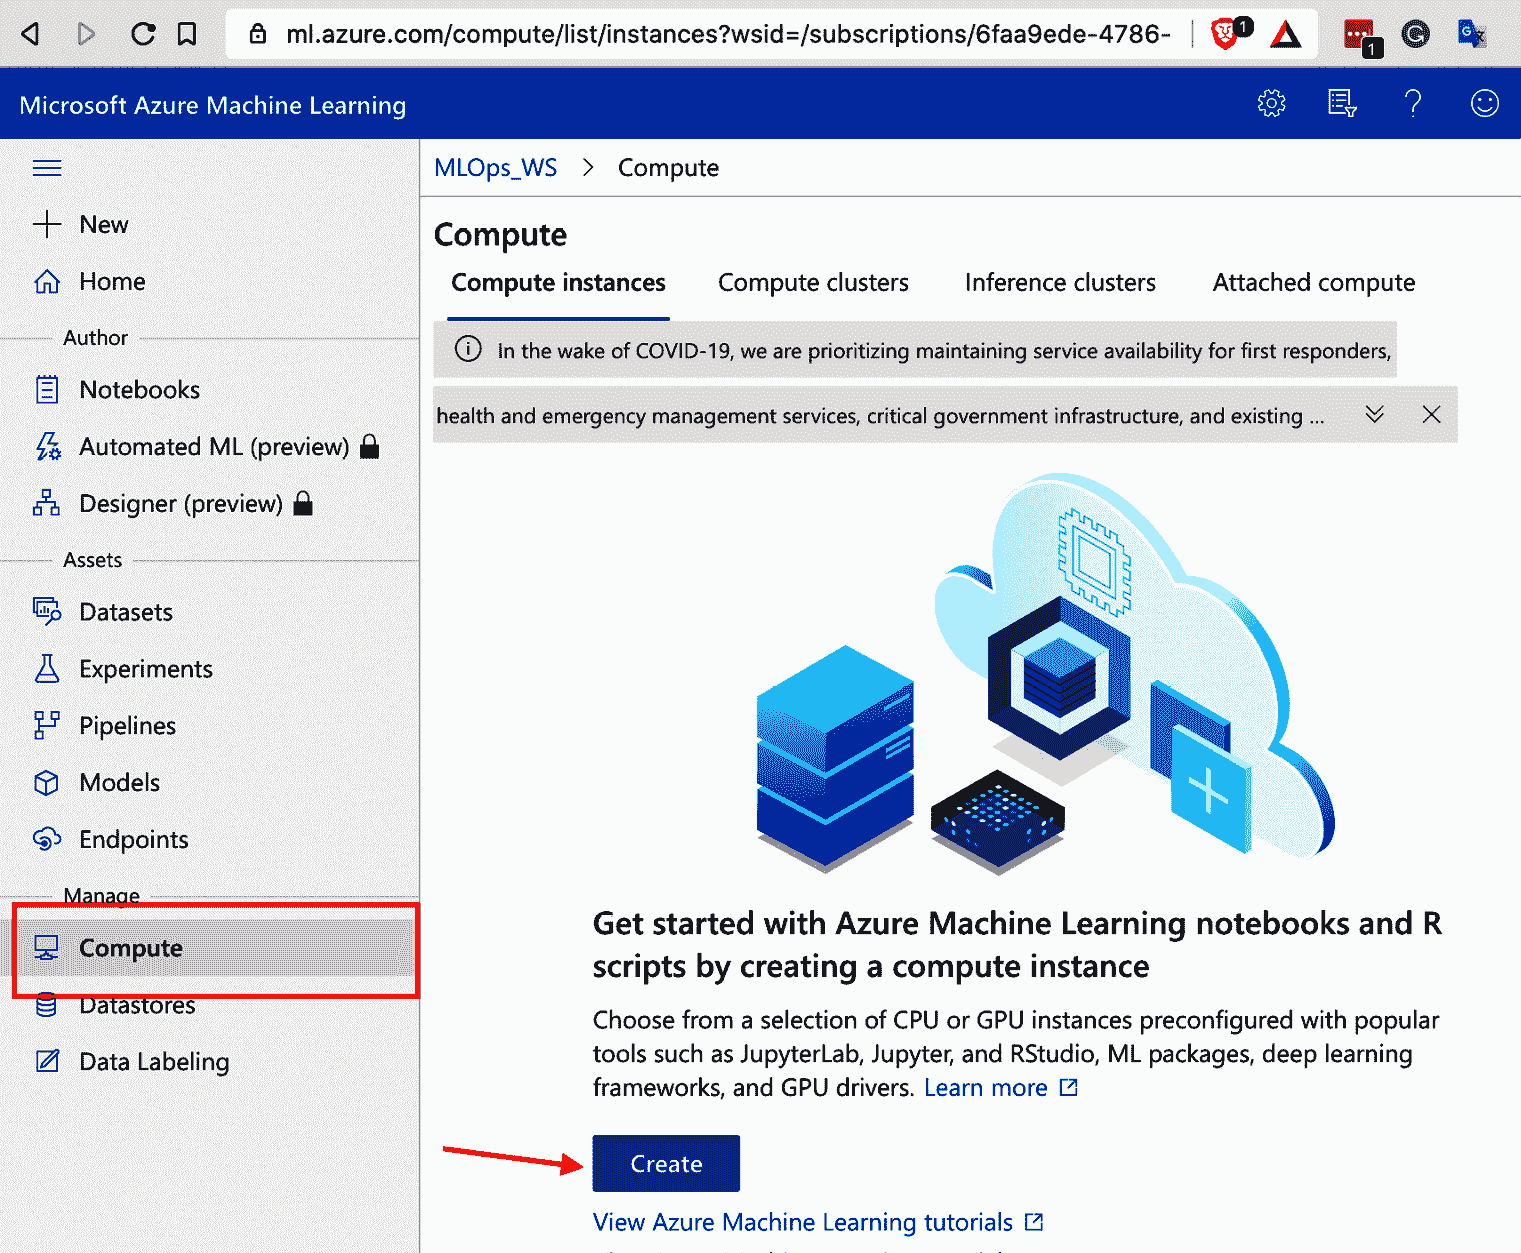 ml.azure.com/compute/list/instances?wsid=/subscriptions/6faa9ede-4786-
1
1
Microsoft Azure Machine Learning
MLOps_WS > Compute
New
Home
Author
Notebooks
Automated ML (preview)
Designer (preview)
Assets
Datasets
Experiments
Pipelines
Models
Endpoints
Manage
Compute
Datastores
Data Labeling
Compute
Compute instances Compute clusters Inference clusters Attached compute
In the wake of COVID-19, we are prioritizing maintaining service availability for first responders,
health and emergency management services, critical government infrastructure, and existing ...
Get started with Azure Machine Learning notebooks and R
scripts by creating a compute instance
Choose from a selection of CPU or GPU instances preconfigured with popular
tools such as JupyterLab, Jupyter, and RStudio, ML packages, deep learning
frameworks, and GPU drivers. Learn more
Create
View Azure Machine Learning tutorials